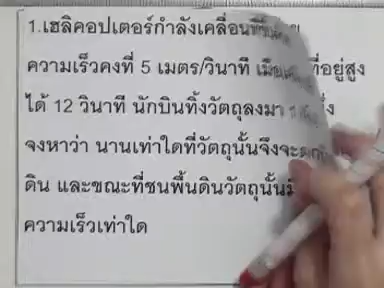 1.เฮลิคอปเตอร์กำลังเคลื่อนที่
ความเร็วคงที่ 5 เมตร/วินาที ที่อยู่สูง
ได้ 12 วินาที นักบินทิ้งวัตถุลงมา
จงหาว่า นานเท่าใดที่วัตถุนั้นจึงจะ
ดิน และขณะที่ชนพื้นดินวัตถุนั้น
ความเร็วเท่าใด